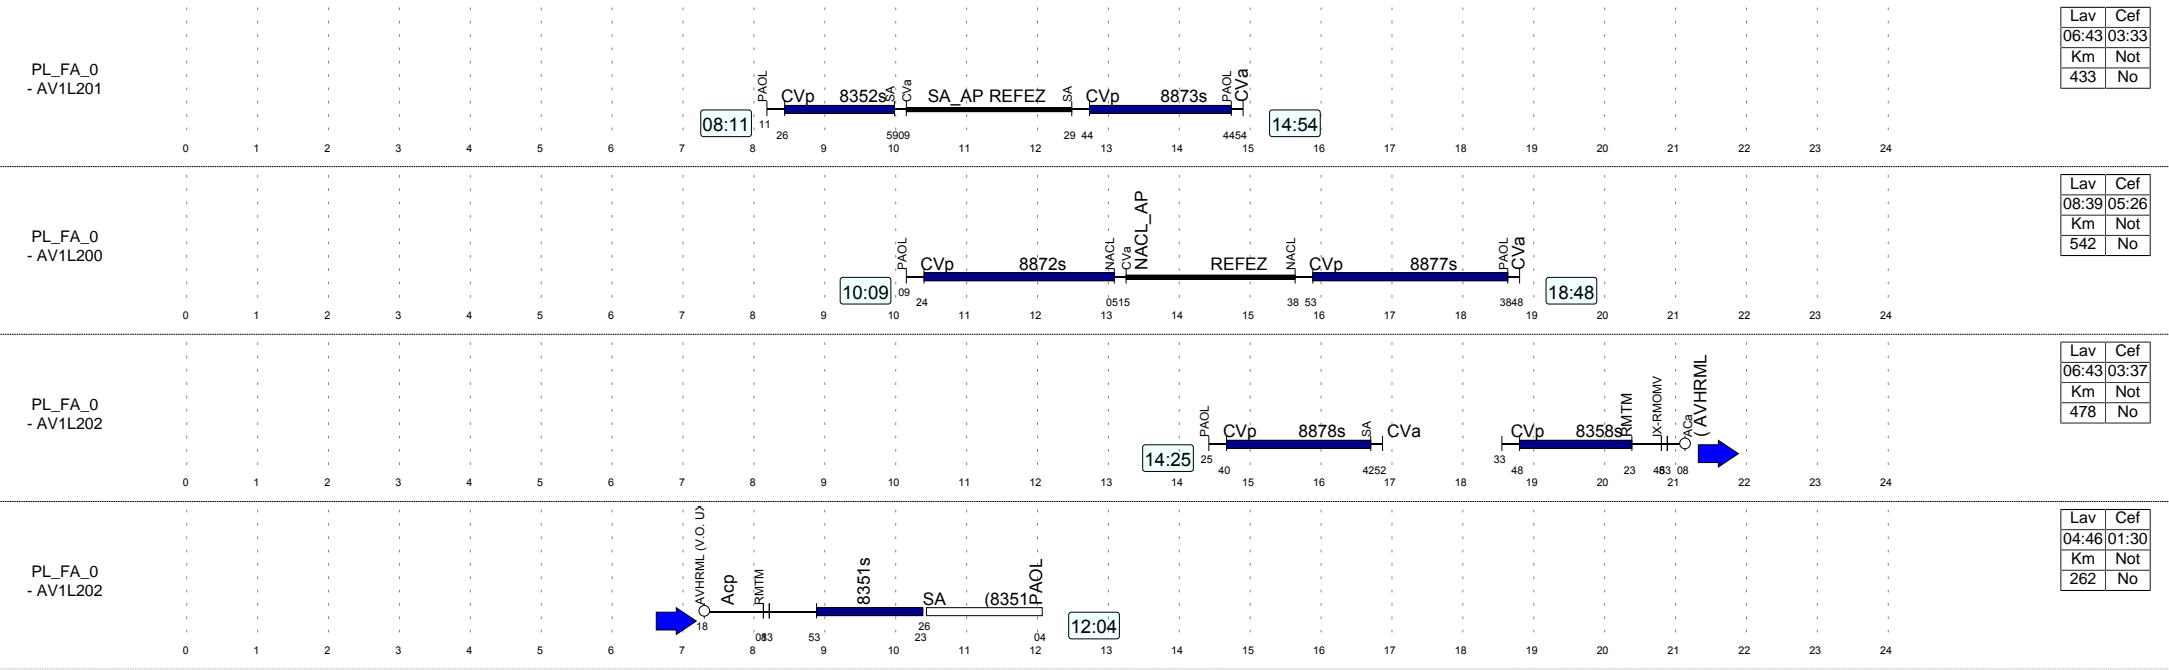 Lav Cef
06:43 03:33
Km Not
433 No
PL_FA_0
- AV1L201
08:11
PAOL
CVp 8352s
SA
CVa
SA_AP REFEZ
SA
CVp 8873s
PAOL
CVa
14:54
11 26 5909 29 44 4454
0 1 2 3 4 5 6 7 8 9 10 11 12 13 14 15 16 17 18 19 20 21 22 23 24
Lav Cef
08:39 05:26
Km Not
542 No
PL_FA_0
- AV1L200
10:09
PAOL
CVp 8872s
NACL
CVa
NACL_AP
REFEZ
NACL
CVp 8877s
PAOL
CVa
18:48
09 24 0515 38 53 3848
0 1 2 3 4 5 6 7 8 9 10 11 12 13 14 15 16 17 18 19 20 21 22 23 24
Lav Cef
06:43 03:37
Km Not
478 No
PL_FA_0
- AV1L202
14:25
PAOL
CVp 8878s
SA
CVa
CVp 8358s
RMTM
IX-RMOMV
ACa
( AVHRML
25 40 4252 33 48 23 08
0 1 2 3 4 5 6 7 8 9 10 11 12 13 14 15 16 17 18 19 20 21 22 23 24
Lav Cef
04:46 01:30
Km Not
262 No
PL_FA_0
- AV1L202
AVHRML (V.O. UX
Acp
RMTM
8351s
SA (8351
PAOL
12:04
18 53 26
23 04
0 1 2 3 4 5 6 7 8 9 10 11 12 13 14 15 16 17 18 19 20 21 22 23 24